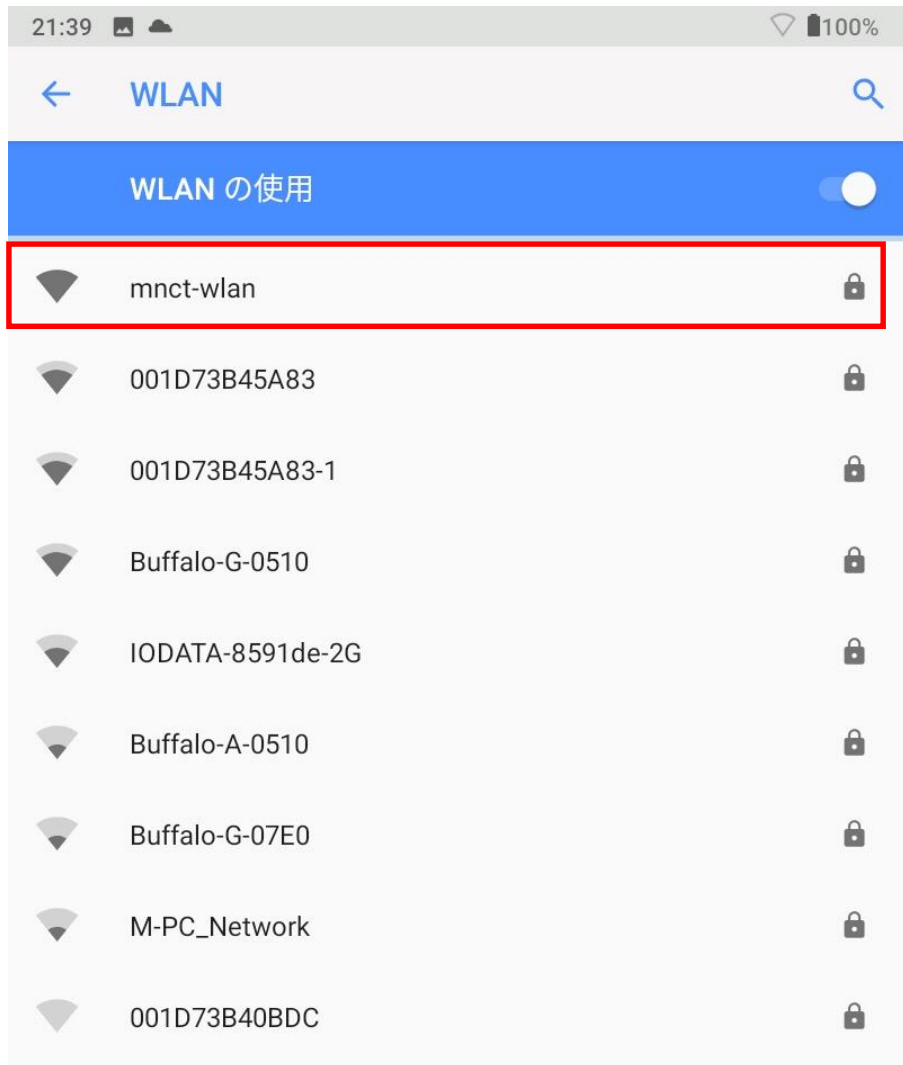 21:39
100%
WLAN
WLAN の使用
mnct-wlan
001D73B45A83
001D73B45A83-1
Buffalo-G-0510
IODATA-8591de-2G
Buffalo-A-0510
Buffalo-G-07E0
M-PC_Network
001D73B40BDC